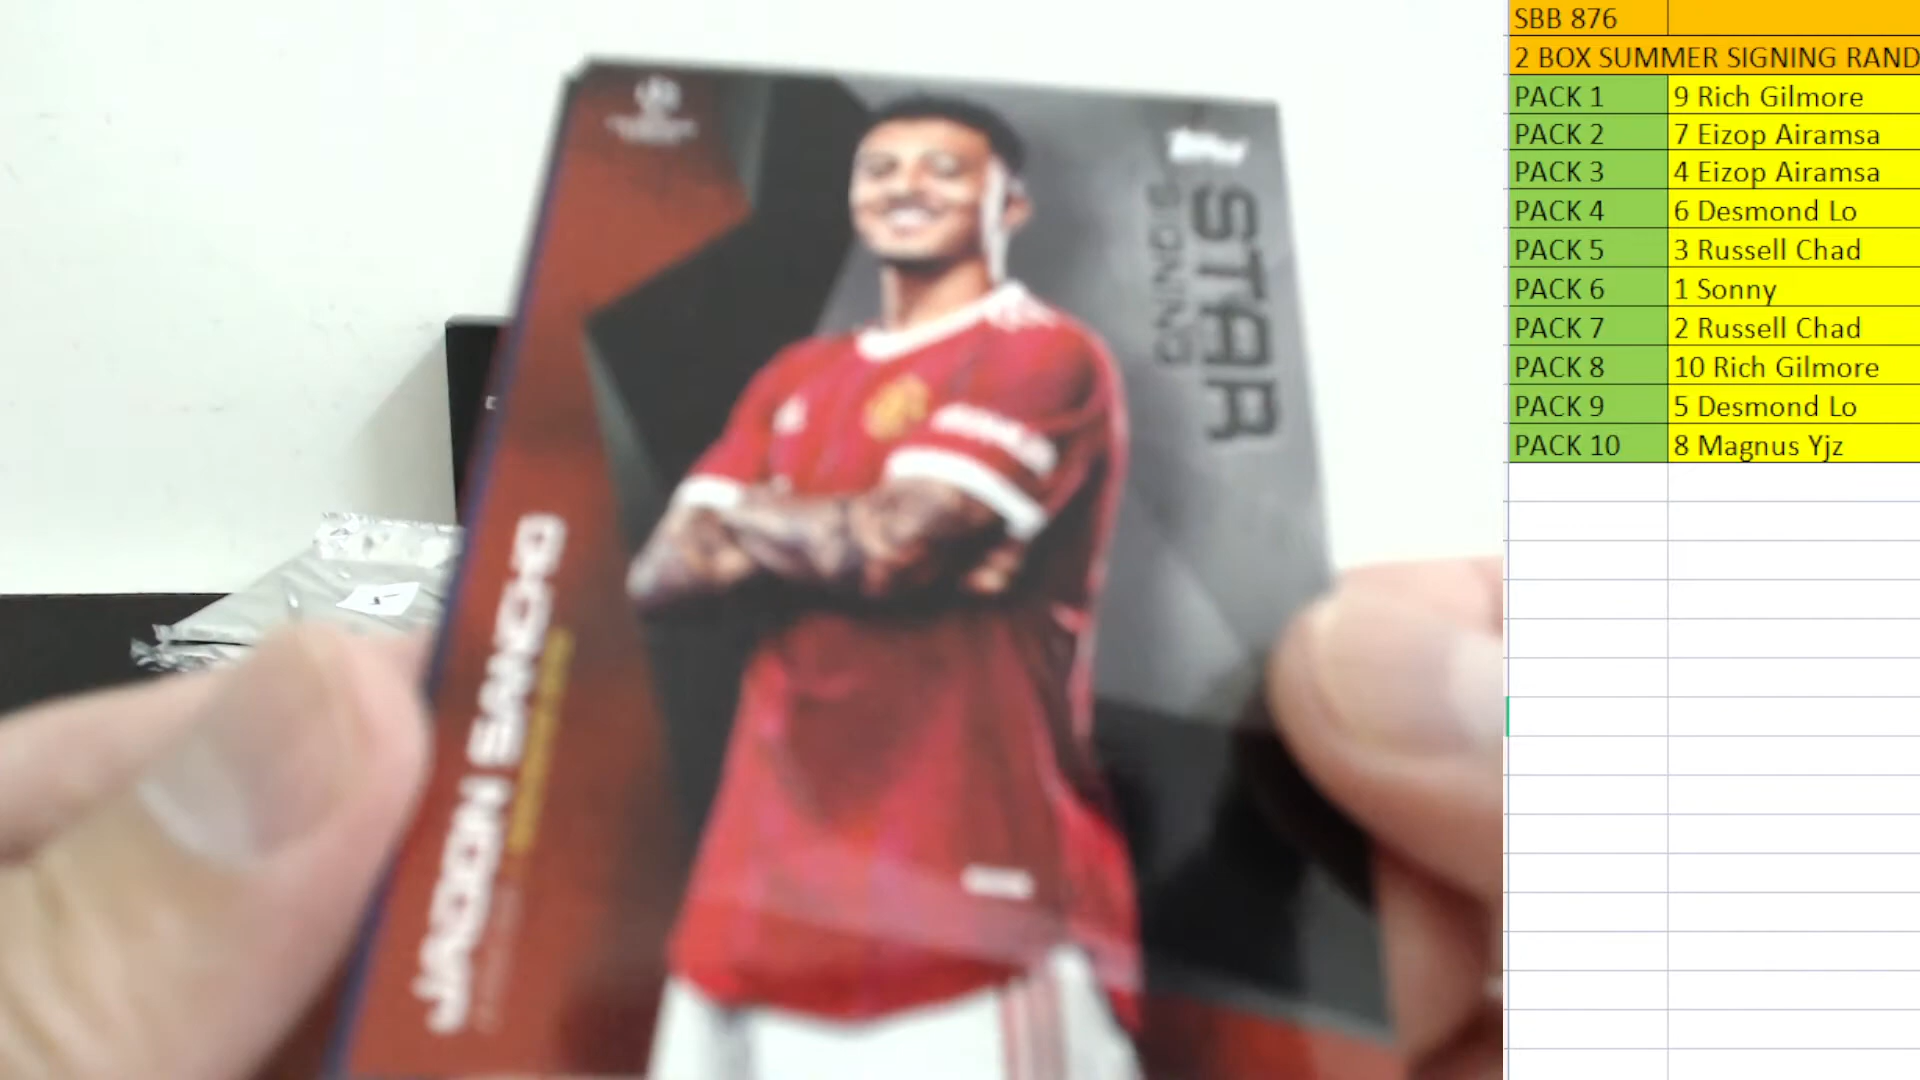 SBB 876
2 BOX SUMMER SIGNING RAND
PACK 1 9 Rich Gilmore
PACK 2 7 Eizop Airamsa
PACK 3 4 Eizop Airamsa
PACK 4 6 Desmond Lo
PACK 5 3 Russell Chad
PACK 6 1 Sonny
PACK 7 2 Russell Chad
PACK 8 10 Rich Gilmore
PACK 9 5 Desmond Lo
PACK 10 8 Magnus Yjz
topps
STAR
SIGNING
JADON SANCHO